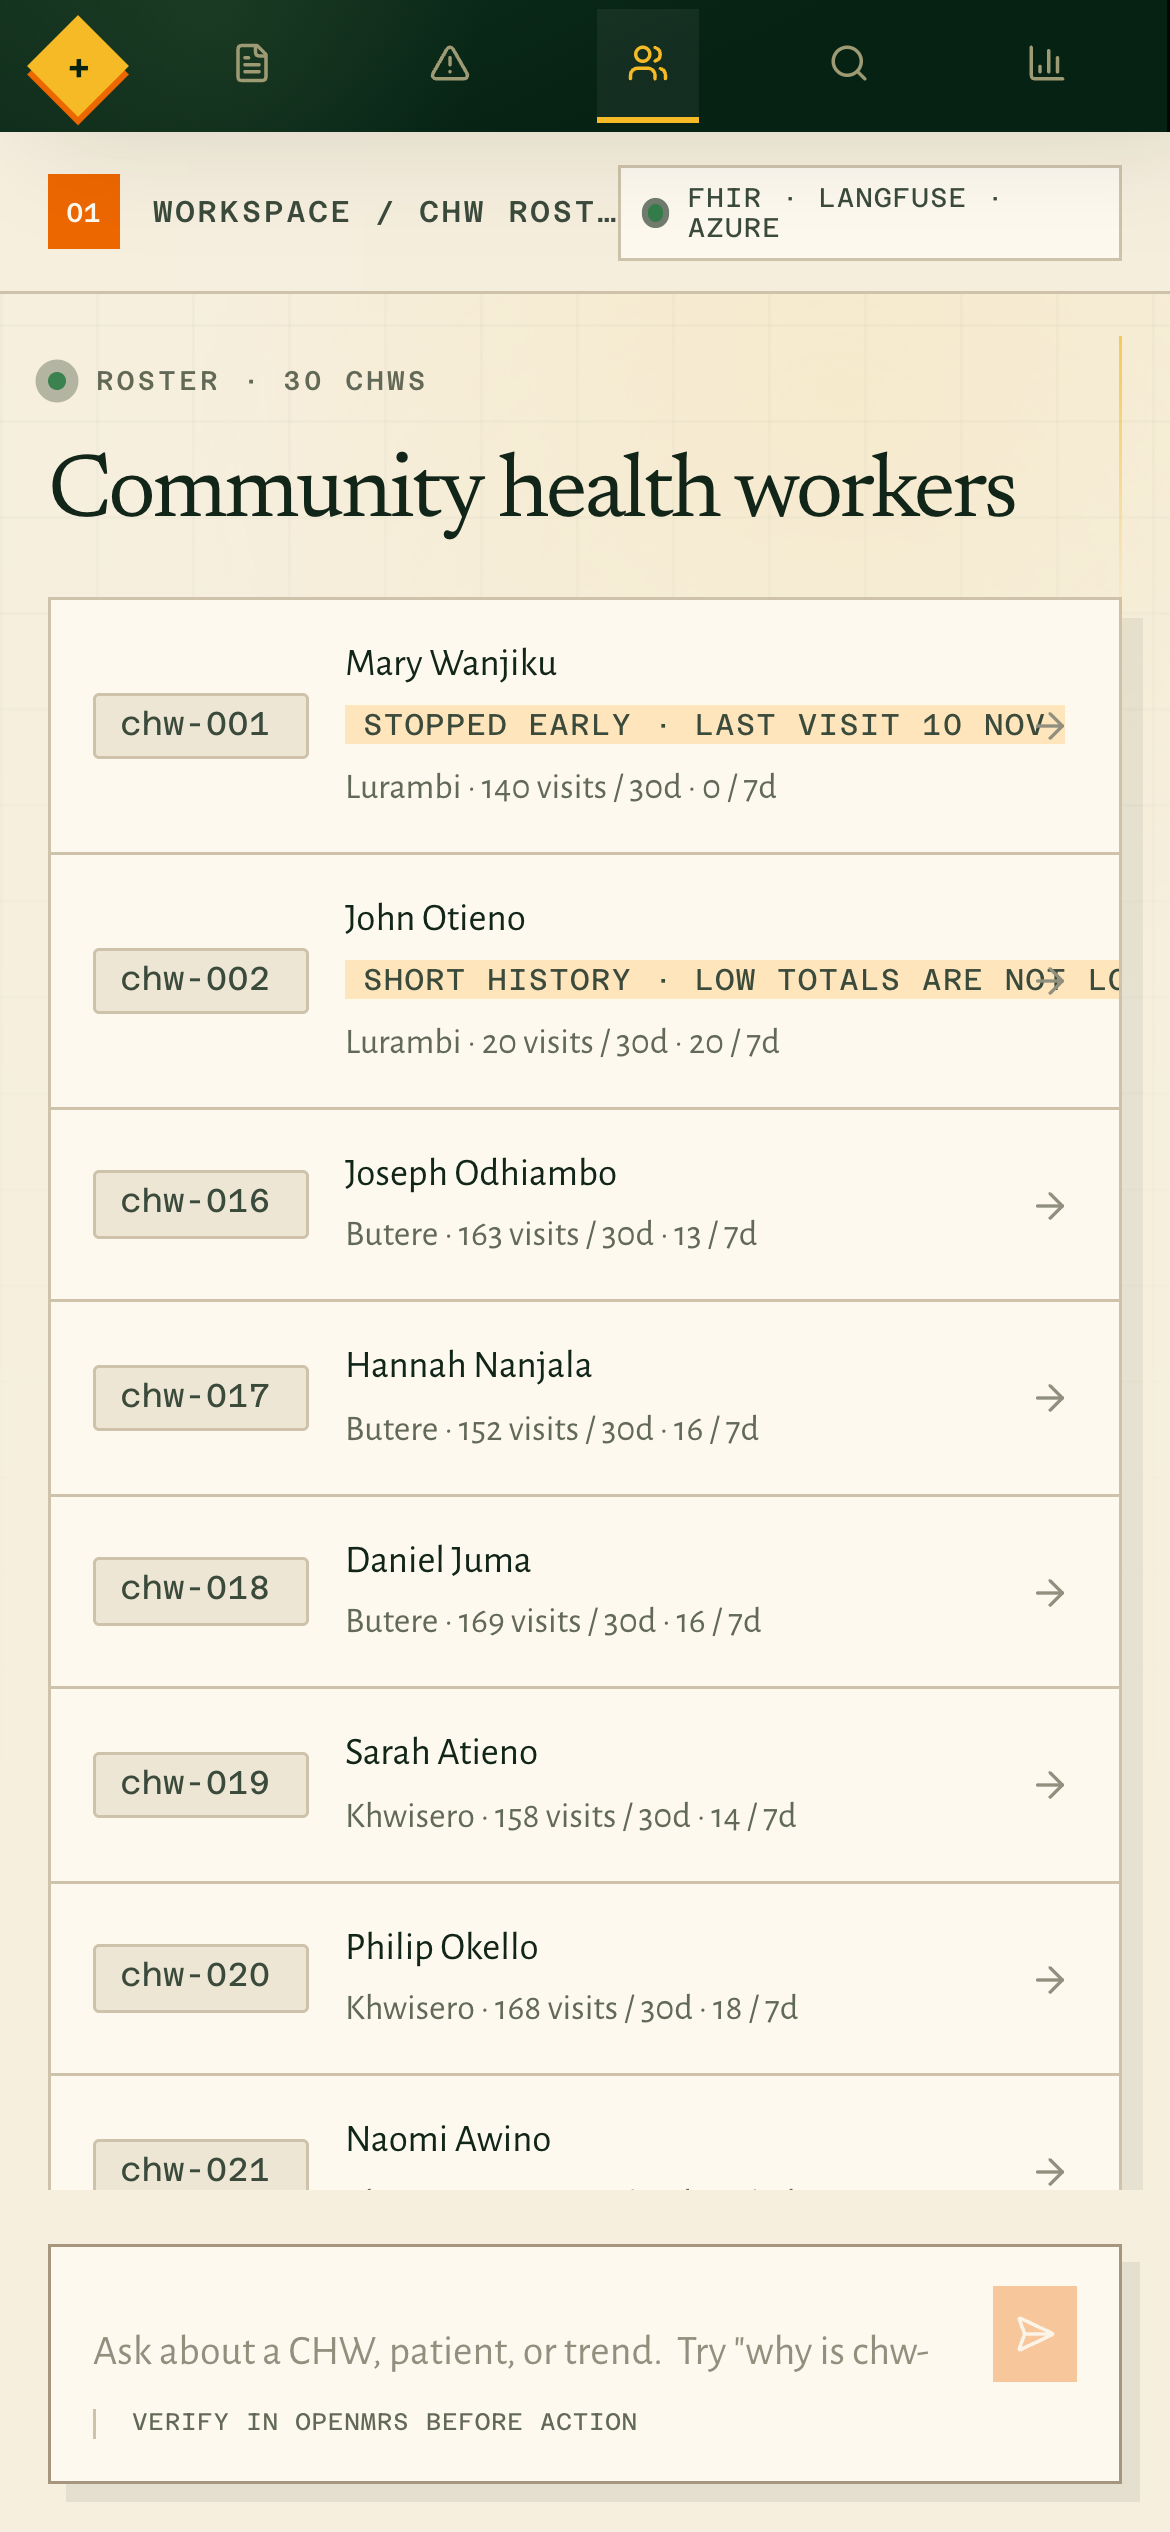 01
WORKSPACE / CHW ROST…
FHIR · LANGFUSE ·
AZURE
ROSTER · 30 CHWS
Community health workers
chw-001
Mary Wanjiku
STOPPED EARLY · LAST VISIT 10 NOV
Lurambi · 140 visits / 30d · 0 / 7d
chw-002
John Otieno
SHORT HISTORY · LOW TOTALS ARE NOT
Lurambi · 20 visits / 30d · 20 / 7d
chw-016
Joseph Odhiambo
Butere · 163 visits / 30d · 13 / 7d
chw-017
Hannah Nanjala
Butere · 152 visits / 30d · 16 / 7d
chw-018
Daniel Juma
Butere · 169 visits / 30d · 16 / 7d
chw-019
Sarah Atieno
Khwisero · 158 visits / 30d · 14 / 7d
chw-020
Philip Okello
Khwisero · 168 visits / 30d · 18 / 7d
chw-021
Naomi Awino
Ask about a CHW, patient, or trend. Try "why is chw-
VERIFY IN OPENMRS BEFORE ACTION